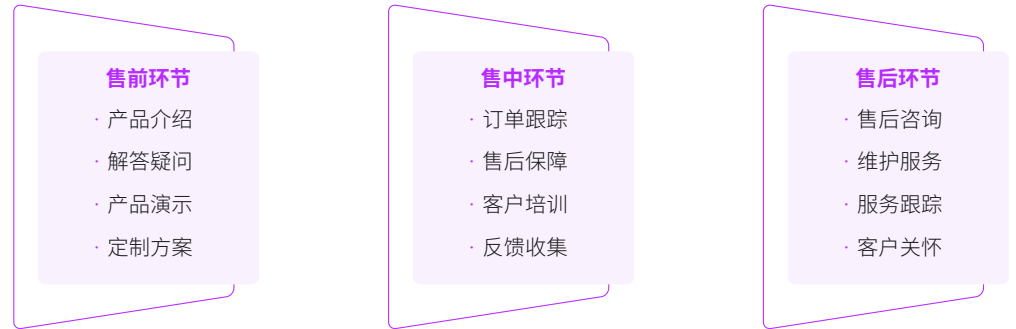 售前环节
· 产品介绍
· 解答疑问
· 产品演示
· 定制方案
售中环节
· 订单跟踪
· 售后保障
· 客户培训
· 反馈收集
售后环节
· 售后咨询
· 维护服务
· 服务跟踪
· 客户关怀